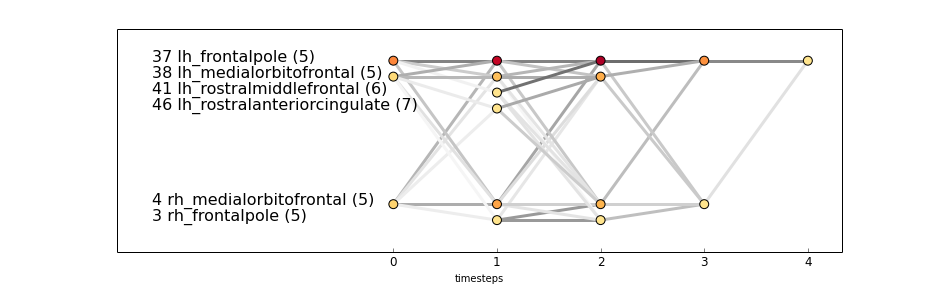 37 lh_frontalpole (5)
38 lh_medialorbitofrontal (5)
41 lh_rostralmiddlefrontal (6)
46 lh_rostralanteriorcingulate (7)
4 rh_medialorbitofrontal (5)
3 rh_frontalpole (5)
0 1 2 3 4
timesteps